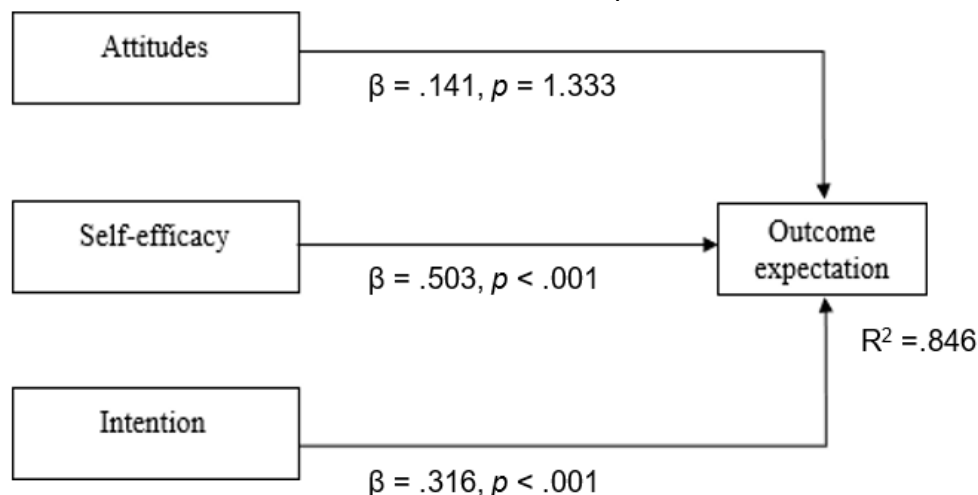 Attitudes
β = .141, p = 1.333
Self-efficacy
β = .503, p < .001
Outcome
expectation
R² =.846
Intention
β = .316, p < .001